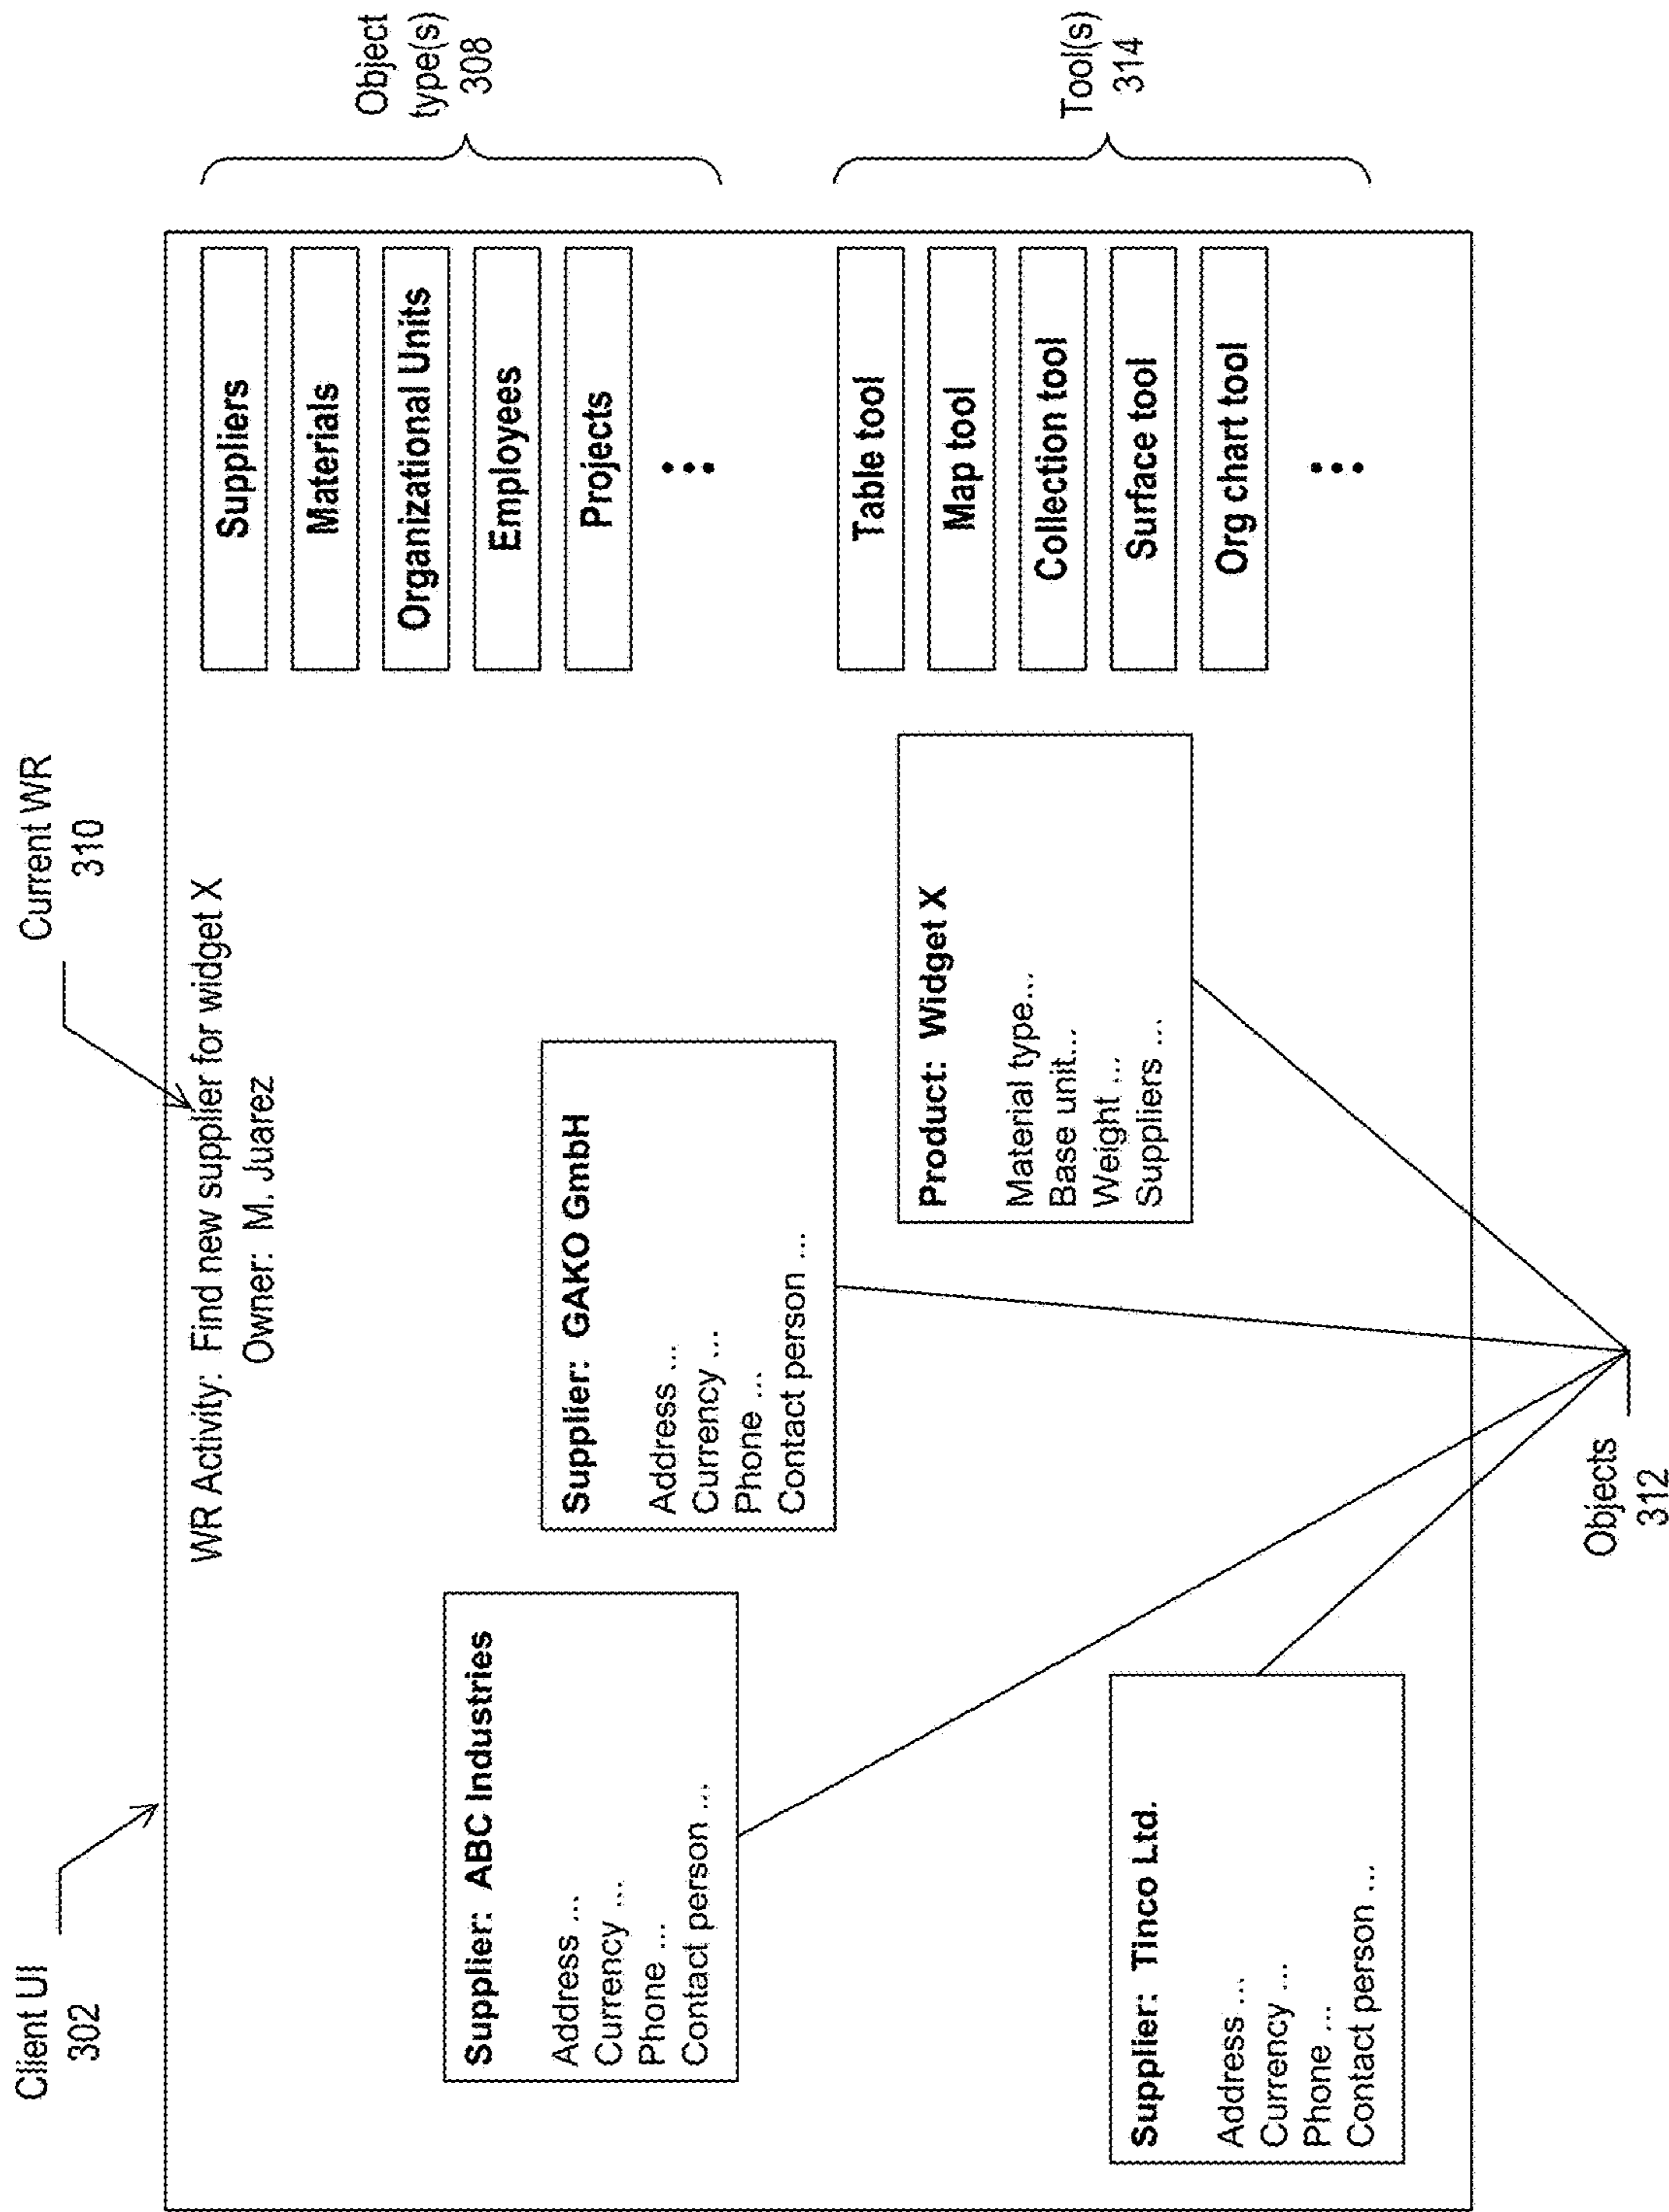 Client UI
302
Current WR
310
WR Activity: Find new supplier for widget X
Owner: M. Juarez
Supplier: ABC Industries
Address ...
Currency ...
Phone ...
Contact person ...
Supplier: GAKO GmbH
Address ...
Currency ...
Phone ...
Contact person ...
Supplier: Tinco Ltd.
Address ...
Currency ...
Phone ...
Contact person ...
Product: Widget X
Material type...
Base unit...
Weight ...
Suppliers ...
Suppliers
Materials
Organizational Units
Employees
Projects
Table tool
Map tool
Collection tool
Surface tool
Org chart tool
Object
type(s)
308
Tool(s)
314
Objects
312